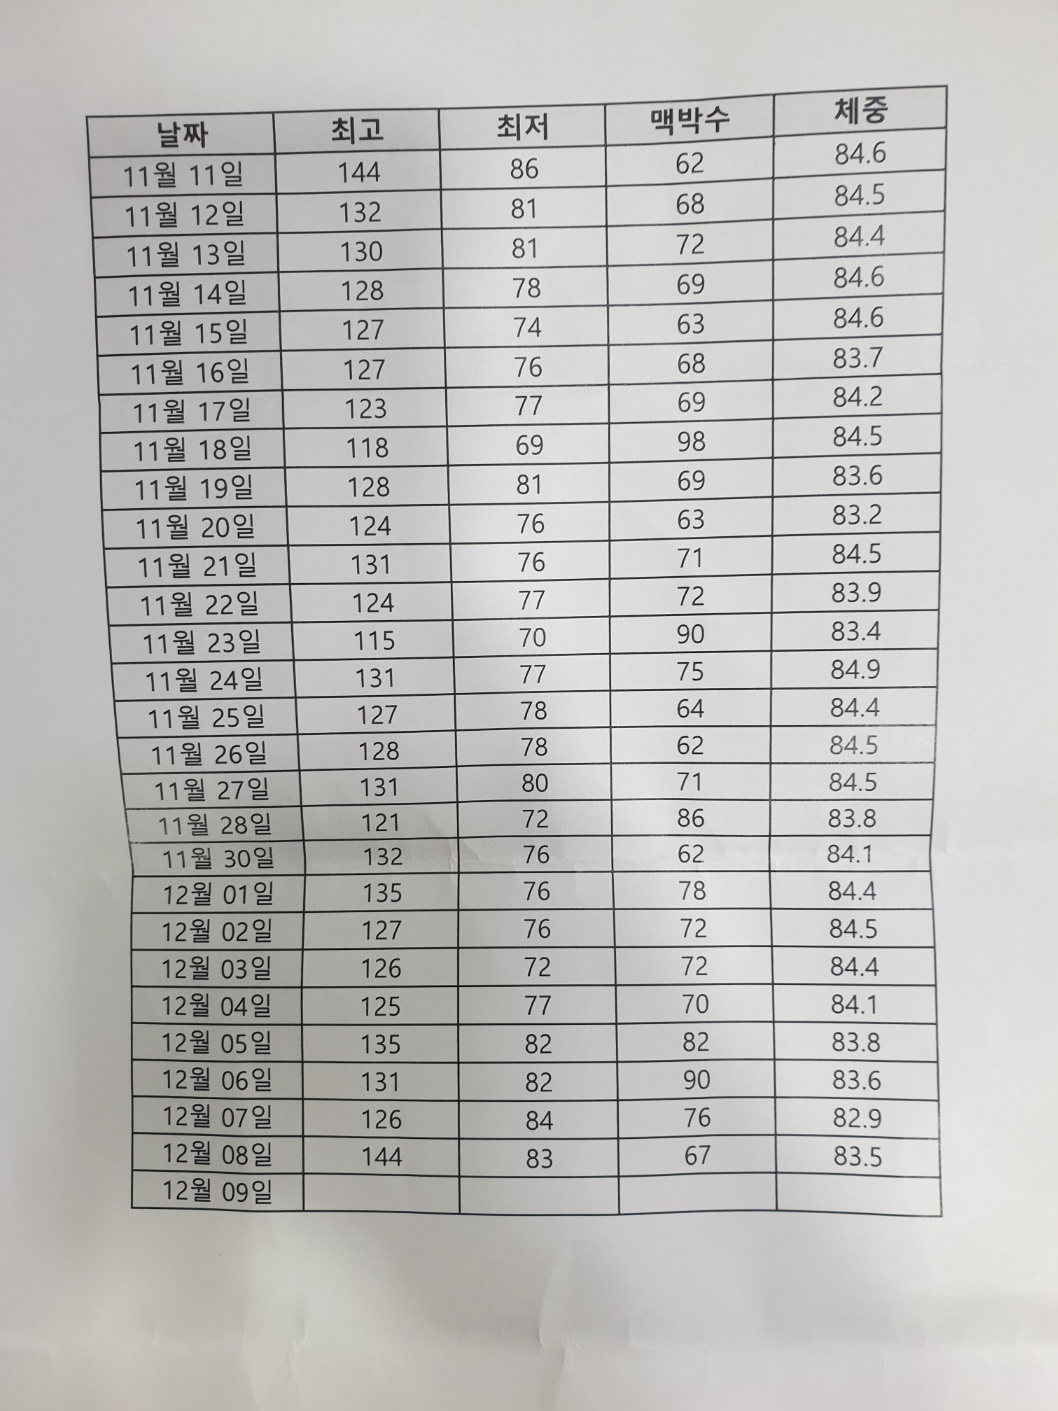 날짜 최고 최저 맥박수 체중
11월 11일 144 86 62 84.6
11월 12일 132 81 68 84.5
11월 13일 130 81 72 84.4
11월 14일 128 78 69 84.6
11월 15일 127 74 63 84.6
11월 16일 127 76 68 83.7
11월 17일 123 77 69 84.2
11월 18일 118 69 98 84.5
11월 19일 128 81 69 83.6
11월 20일 124 76 63 83.2
11월 21일 131 76 71 84.5
11월 22일 124 77 72 83.9
11월 23일 115 70 90 83.4
11월 24일 131 77 75 84.9
11월 25일 127 78 64 84.4
11월 26일 128 78 62 84.5
11월 27일 131 80 71 84.5
11월 28일 121 72 86 83.8
11월 30일 132 76 62 84.1
12월 01일 135 76 78 84.4
12월 02일 127 76 72 84.5
12월 03일 126 72 72 84.4
12월 04일 125 77 70 84.1
12월 05일 135 82 82 83.8
12월 06일 131 82 90 83.6
12월 07일 126 84 76 82.9
12월 08일 144 83 67 83.5
12월 09일